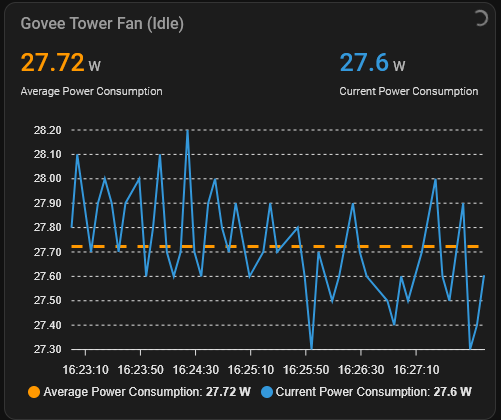 Govee Tower Fan (Idle)
27.72 W
27.6 W
Average Power Consumption
Current Power Consumption
28.20
28.10
28.00
27.90
27.80
27.70
27.60
27.50
27.40
27.30
16:23:10 16:23:50 16:24:30 16:25:10 16:25:50 16:26:30 16:27:10
Average Power Consumption: 27.72 W Current Power Consumption: 27.6 W